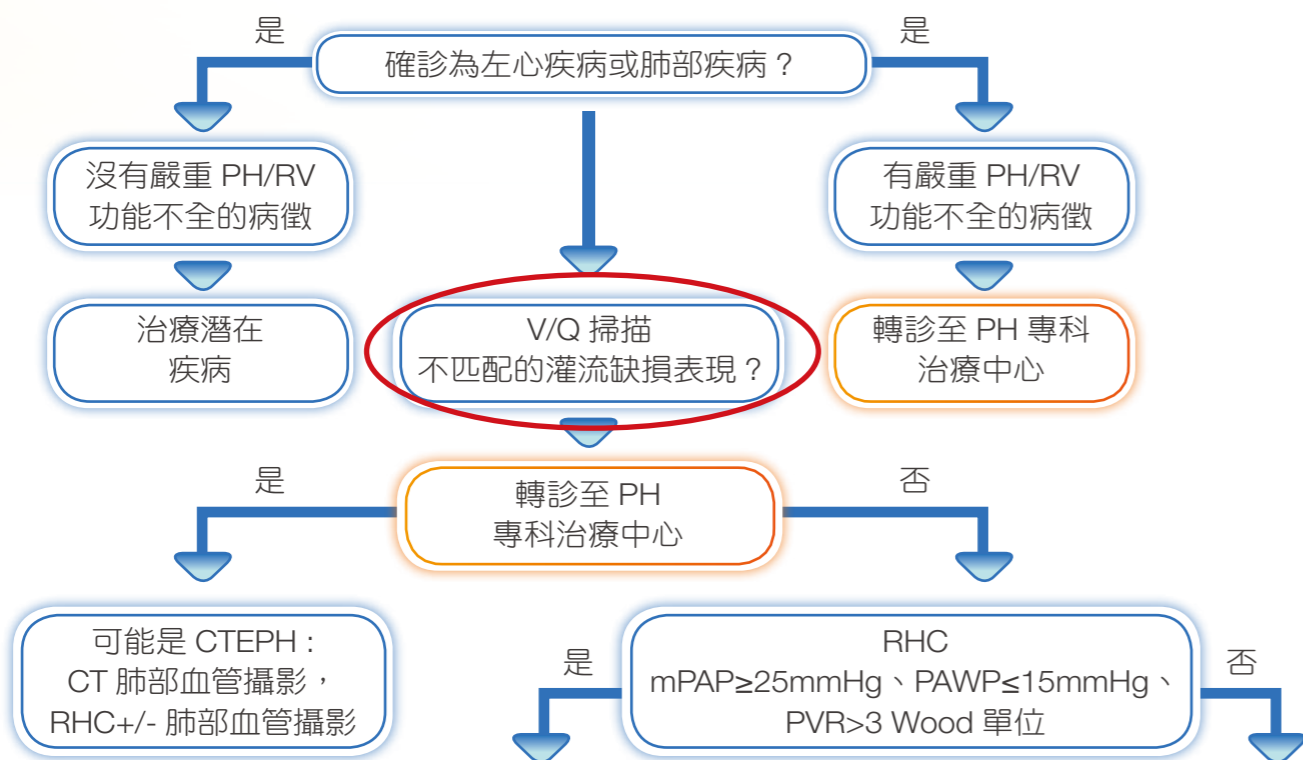 是
是
確診為左心疾病或肺部疾病？
沒有嚴重 PH/RV
功能不全的病徵
有嚴重 PH/RV
功能不全的病徵
治療潛在
疾病
V/Q 掃描
不匹配的灌流缺損表現？
轉診至 PH 專科
治療中心
是
轉診至 PH
專科治療中心
否
可能是 CTEPH：
CT 肺部血管攝影，
RHC+/- 肺部血管攝影
是
RHC
mPAP≥25mmHg、PAWP≤15mmHg、
PVR>3 Wood 單位
否